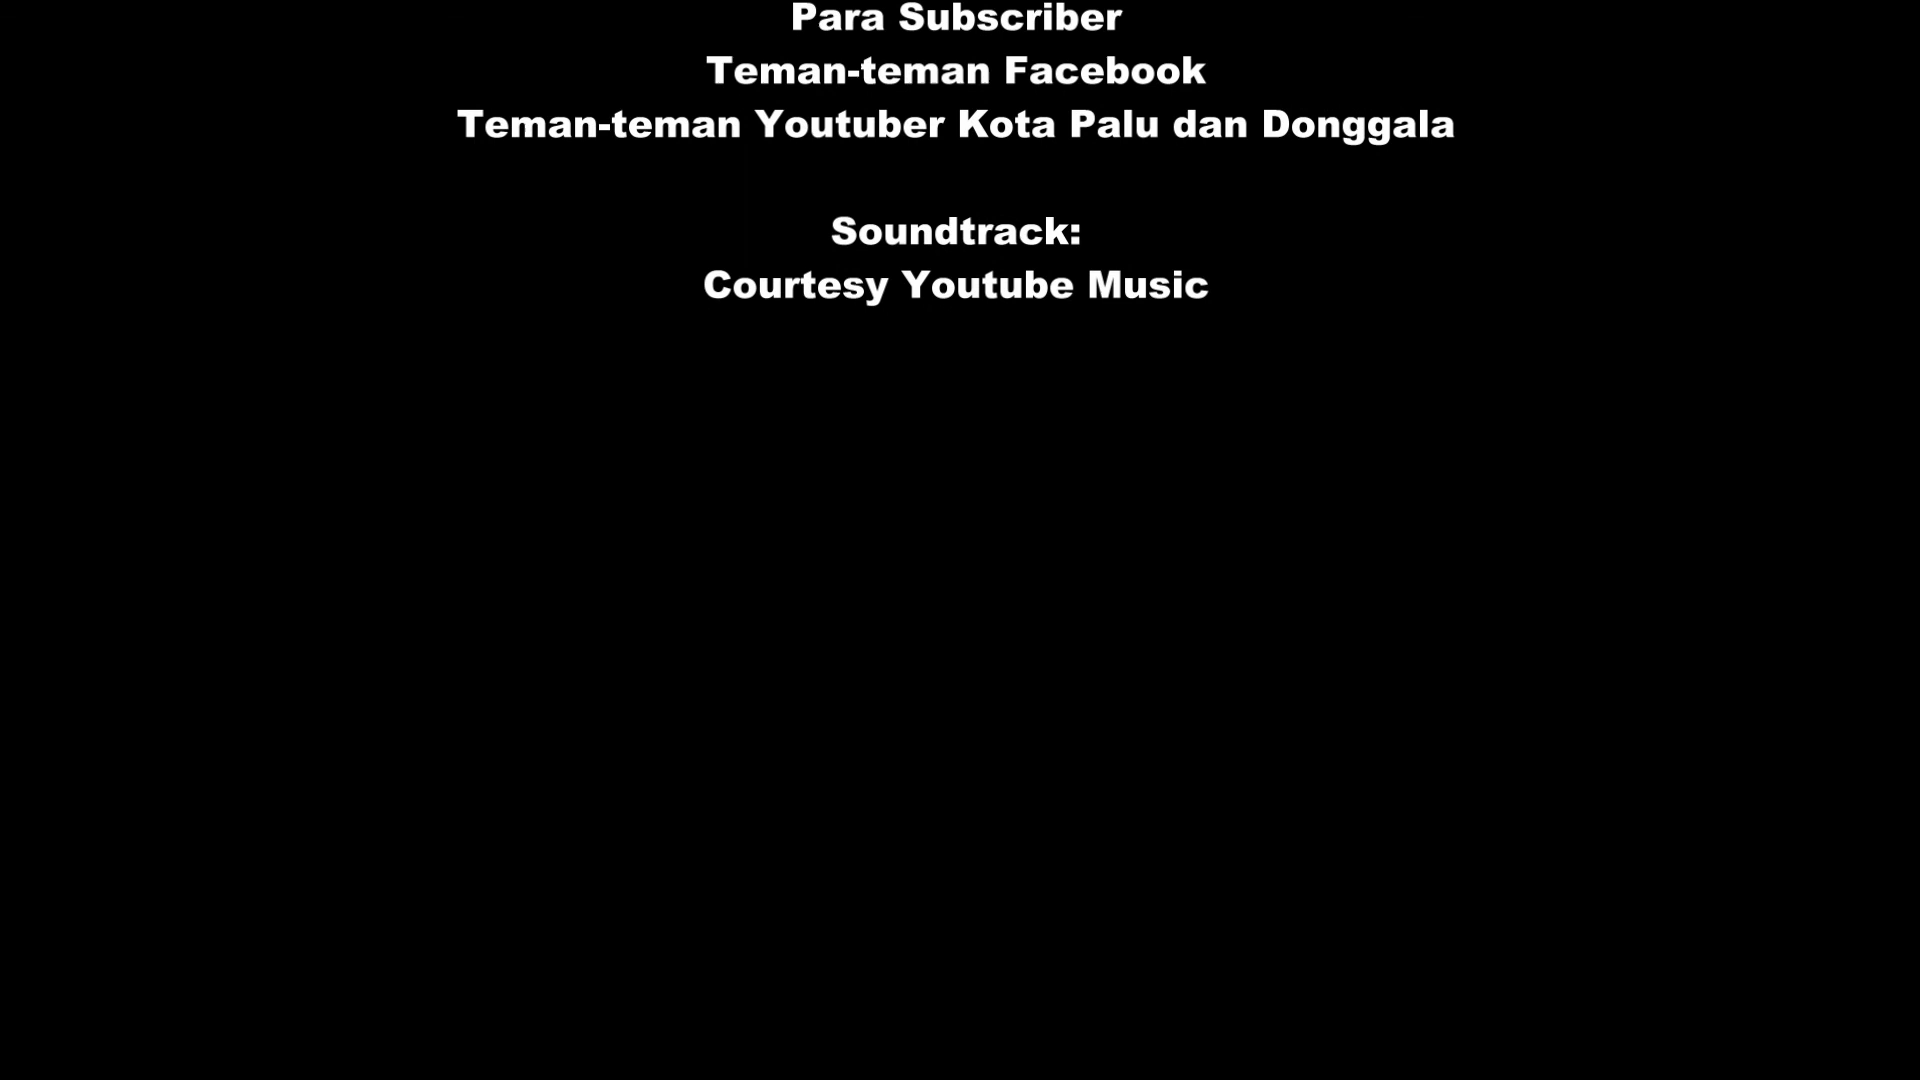 Para Subscriber
Teman-teman Facebook
Teman-teman Youtuber Kota Palu dan Donggala
Soundtrack:
Courtesy Youtube Music